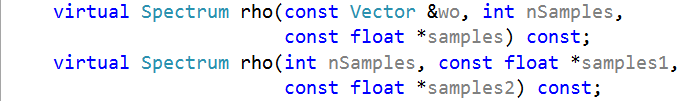 virtual Spectrum rho(const Vector &wo, int nSamples,
const float *samples) const;
virtual Spectrum rho(int nSamples, const float *samples1,
const float *samples2) const;